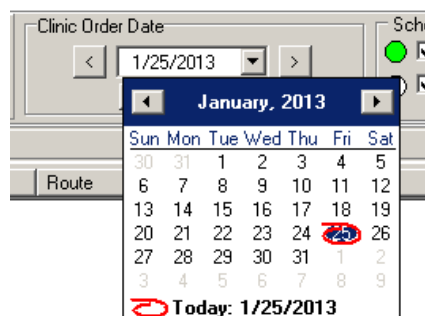 Clinic Order Date
Sch
< 1/25/2013 >
January, 2013
Sun Mon Tue Wed Thu Fri Sat
30 31 1 2 3 4 5
Route
6 7 8 9 10 11 12
13 14 15 16 17 18 19
20 21 22 23 24 25 26
27 28 29 30 31 1 2
3 4 5 6 7 8 9
Today: 1/25/2013